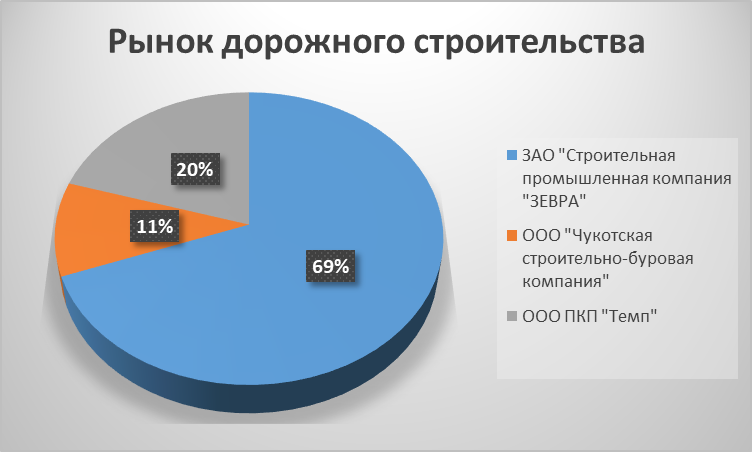 Рынок дорожного строительства
20%
11%
69%
ЗАО "Строительная
промышленная компания
"ЗЕВРА"
ООО "Чукотская
строительно-буровая
компания"
ООО ПКП "Темп"